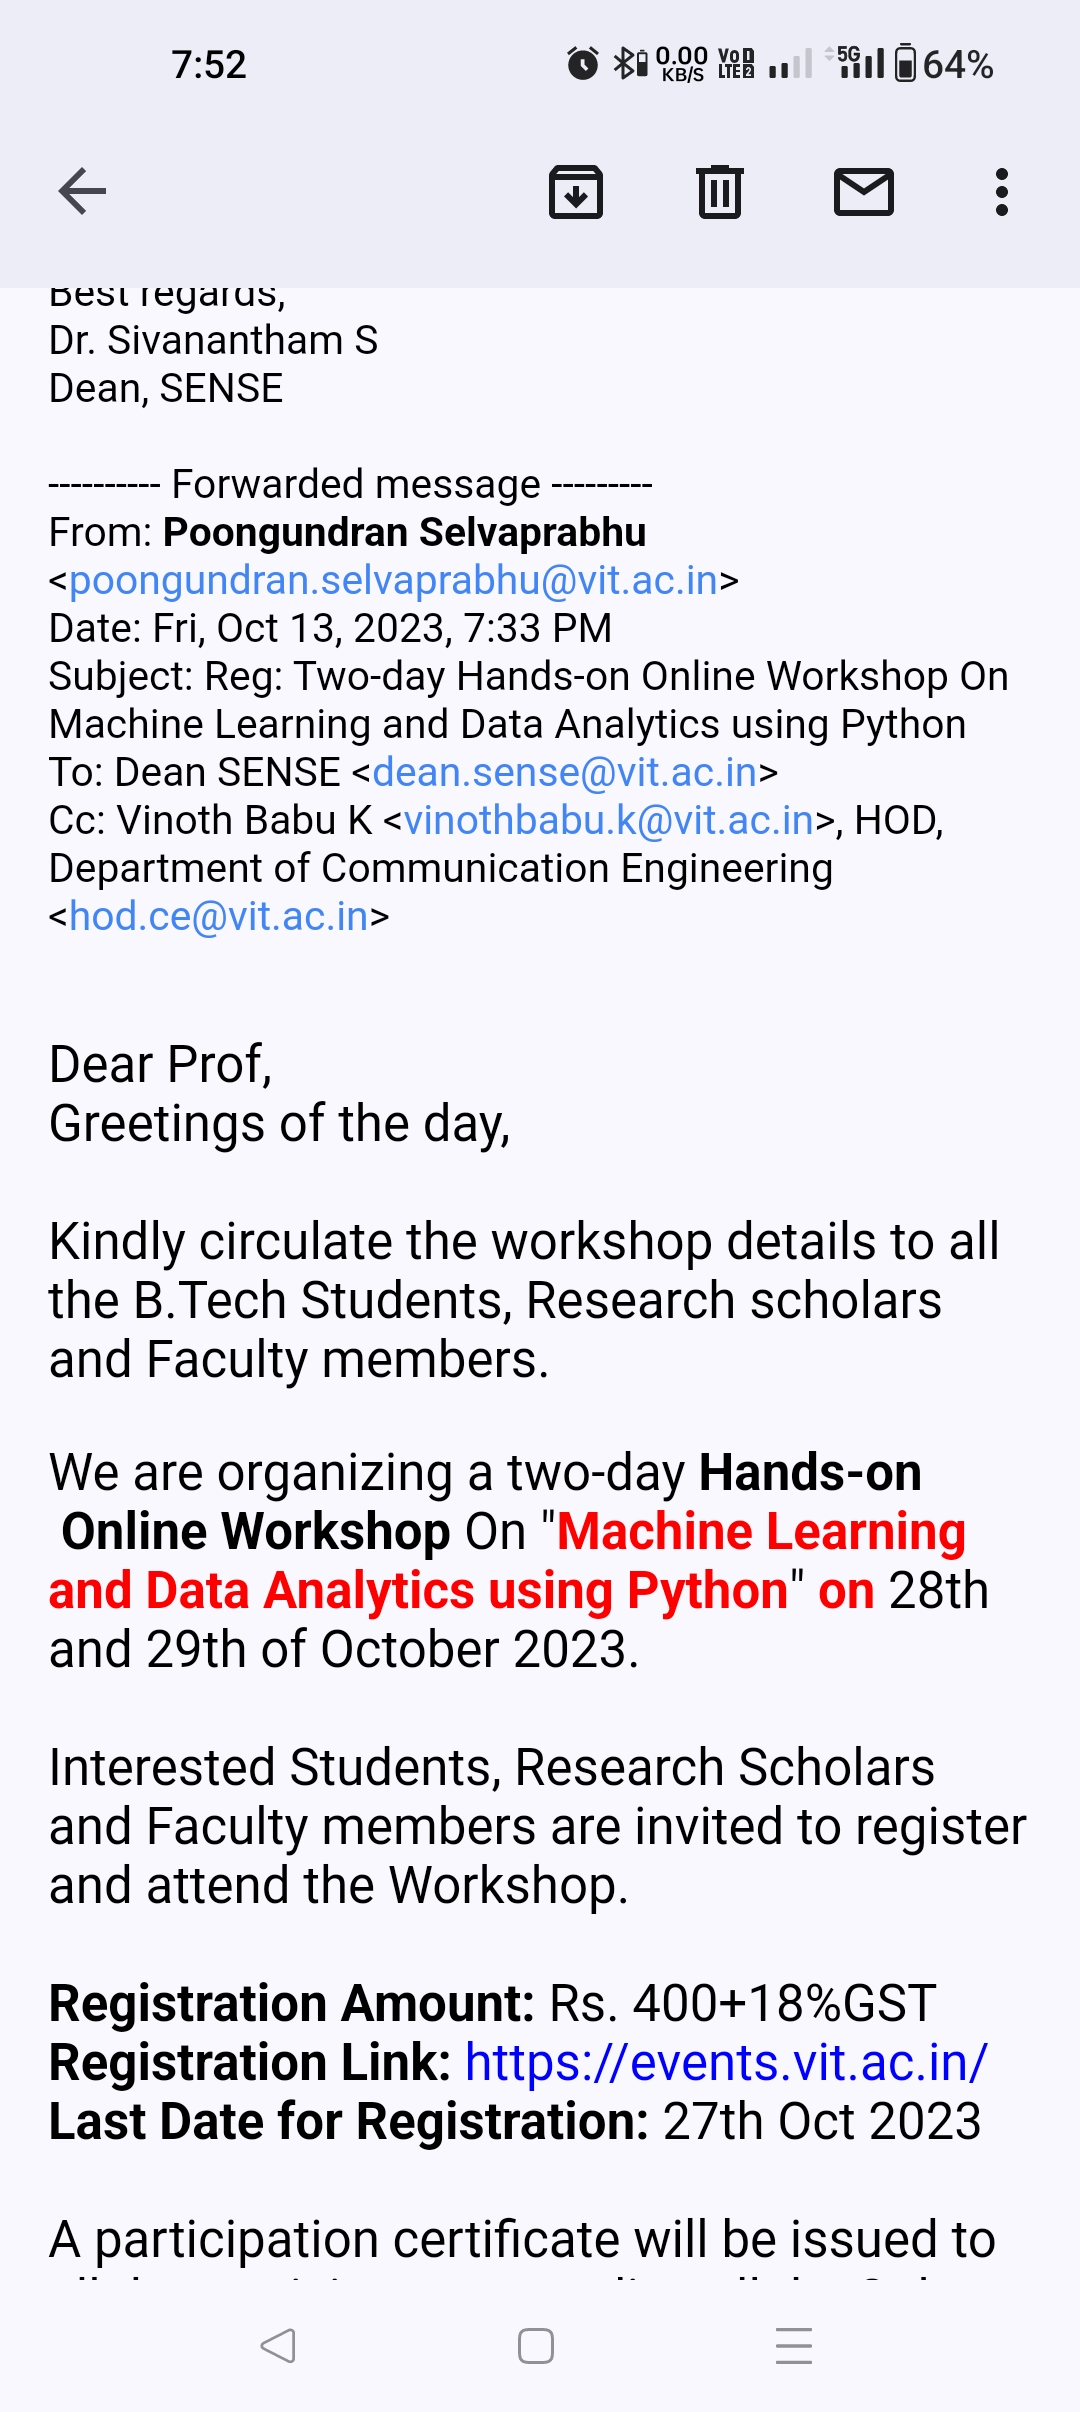 7:52
0.00 KB/S VoLTE 5G 64%
Best regards,
Dr. Sivanantham S
Dean, SENSE
---------- Forwarded message ---------
From: Poongundran Selvaprabhu
<poongundran.selvaprabhu@vit.ac.in>
Date: Fri, Oct 13, 2023, 7:33 PM
Subject: Reg: Two-day Hands-on Online Workshop On
Machine Learning and Data Analytics using Python
To: Dean SENSE <dean.sense@vit.ac.in>
Cc: Vinoth Babu K <vinothbabu.k@vit.ac.in>, HOD,
Department of Communication Engineering
<hod.ce@vit.ac.in>
Dear Prof,
Greetings of the day,
Kindly circulate the workshop details to all
the B.Tech Students, Research scholars
and Faculty members.
We are organizing a two-day Hands-on
Online Workshop On "Machine Learning
and Data Analytics using Python" on 28th
and 29th of October 2023.
Interested Students, Research Scholars
and Faculty members are invited to register
and attend the Workshop.
Registration Amount: Rs. 400+18%GST
Registration Link: https://events.vit.ac.in/
Last Date for Registration: 27th Oct 2023
A participation certificate will be issued to